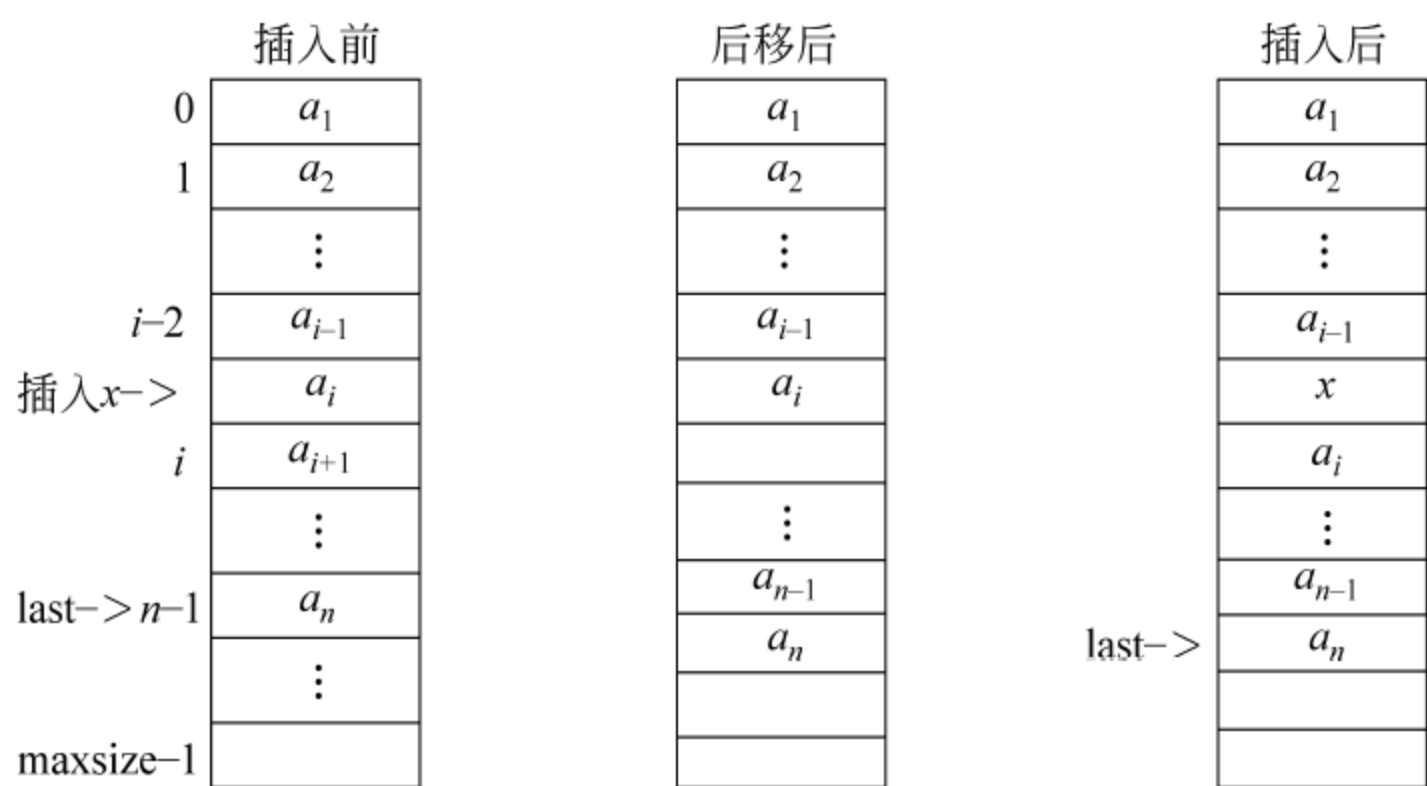 插入前 后移后 插入后
0 a₁ a₁ a₁
1 a₂ a₂ a₂
⋮ ⋮ ⋮
i–2 aᵢ₋₁ aᵢ₋₁ aᵢ₋₁
插入x–> aᵢ aᵢ x
i aᵢ₊₁ aᵢ
⋮ ⋮ ⋮
aₙ₋₁ aₙ₋₁
last–> n–1 aₙ
aₙ last–> aₙ
⋮
maxsize–1